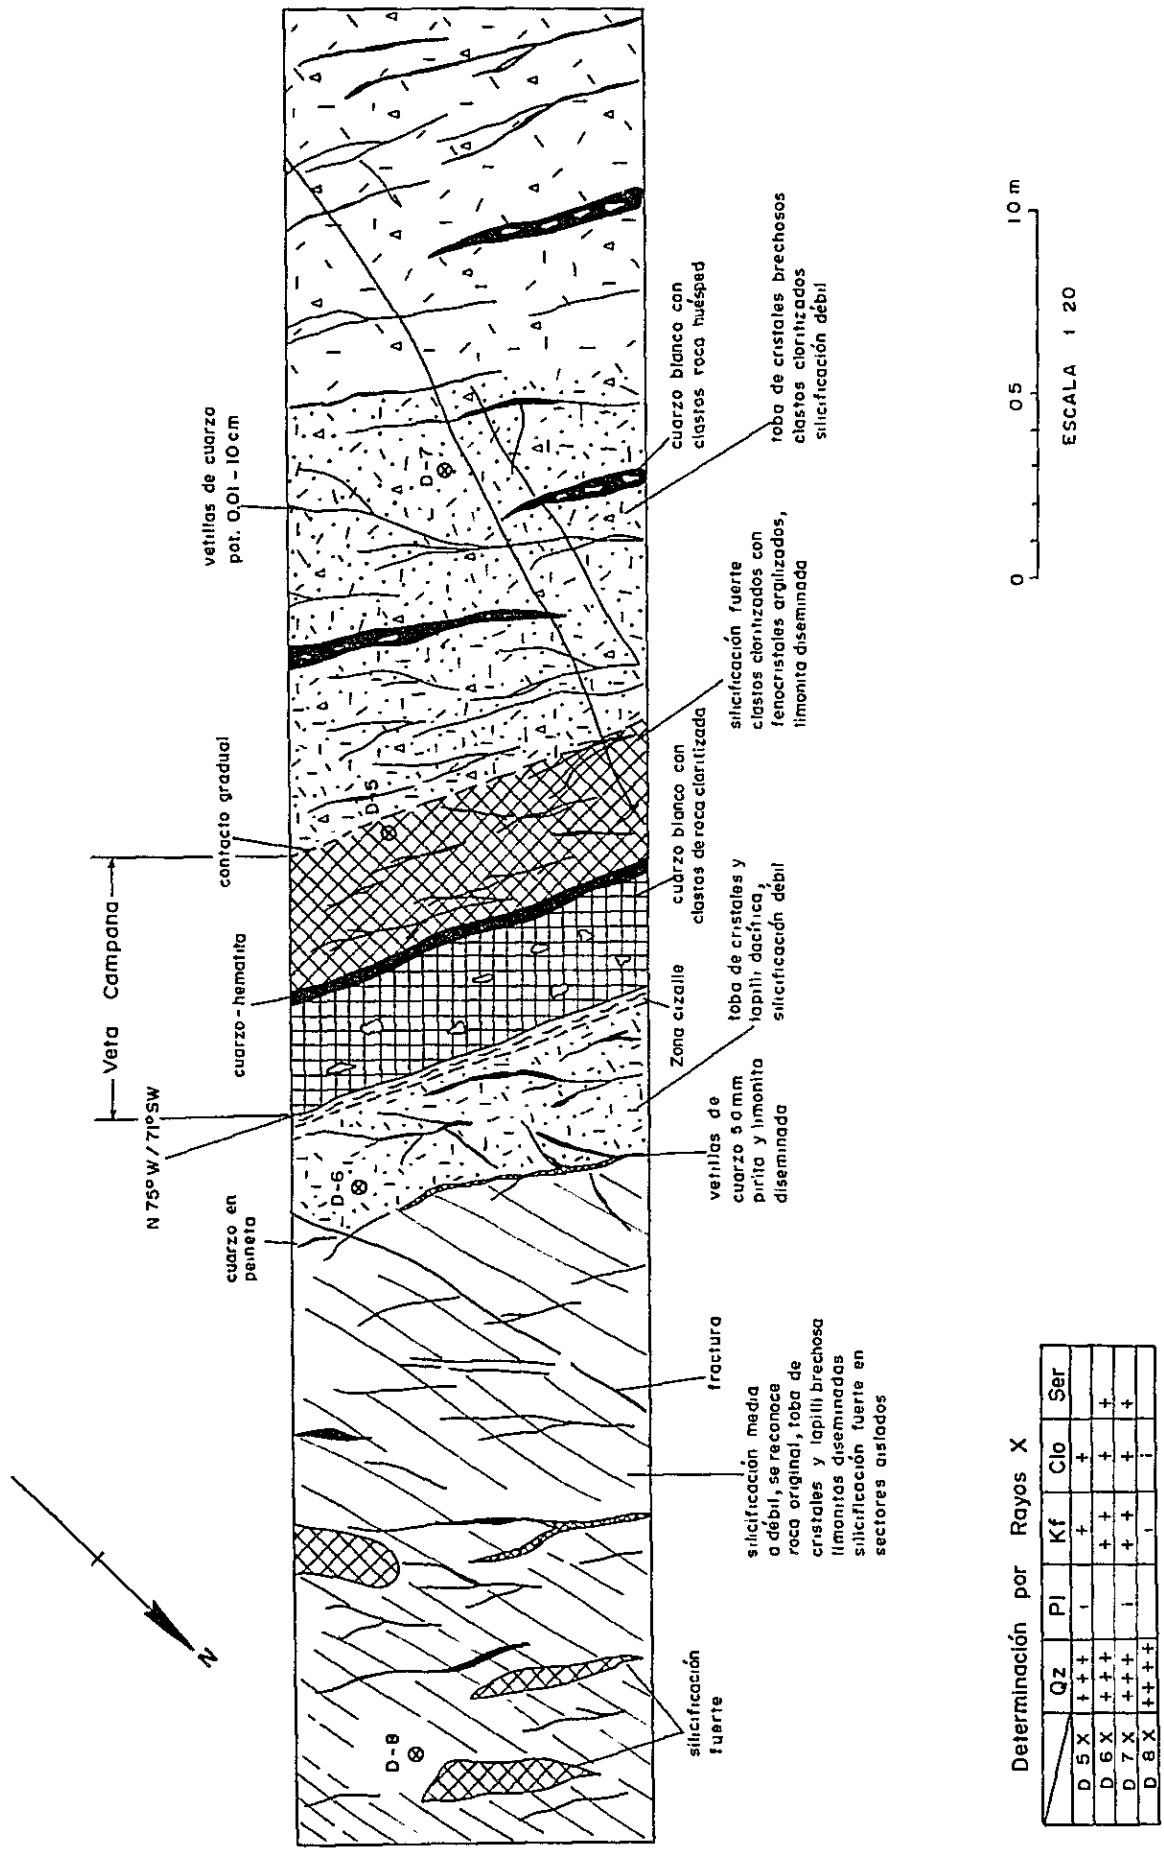 Veta Campana
N 75° W / 71° SW
cuarzo en
peineta
cuarzo-hematita
contacto gradual
vetillas de cuarzo
pot. 0.01-10cm
D-8
D-6
D-5
D-7
silicificación
fuerte
silicificación media
a débil, se reconoce
roca original, toba de
cristales y lapilli brechosa
limonitas diseminadas
silicificación fuerte en
sectores aislados
fractura
vetillas de
cuarzo 50mm
pirita y limonita
diseminada
toba de cristales y
lapilli dacítica,
silicificación débil
Zona cizalle
cuarzo blanco con
clastos de roca cloritizada
silicificación fuerte
clastos cloritizados con
fenocristales argilizados,
limonita diseminada
toba de cristales brechosos
clastos cloritizados
silicificación débil
cuarzo blanco con
clastos roca huésped
N
Determinación por Rayos X
Qz Pl Kf Clo Ser
D 5 X +++ - + +
D 6 X +++ ++ + +
D 7 X +++ i ++ + +
D 8 X ++++ - i
0 0 5 1 0 m
ESCALA 1 20